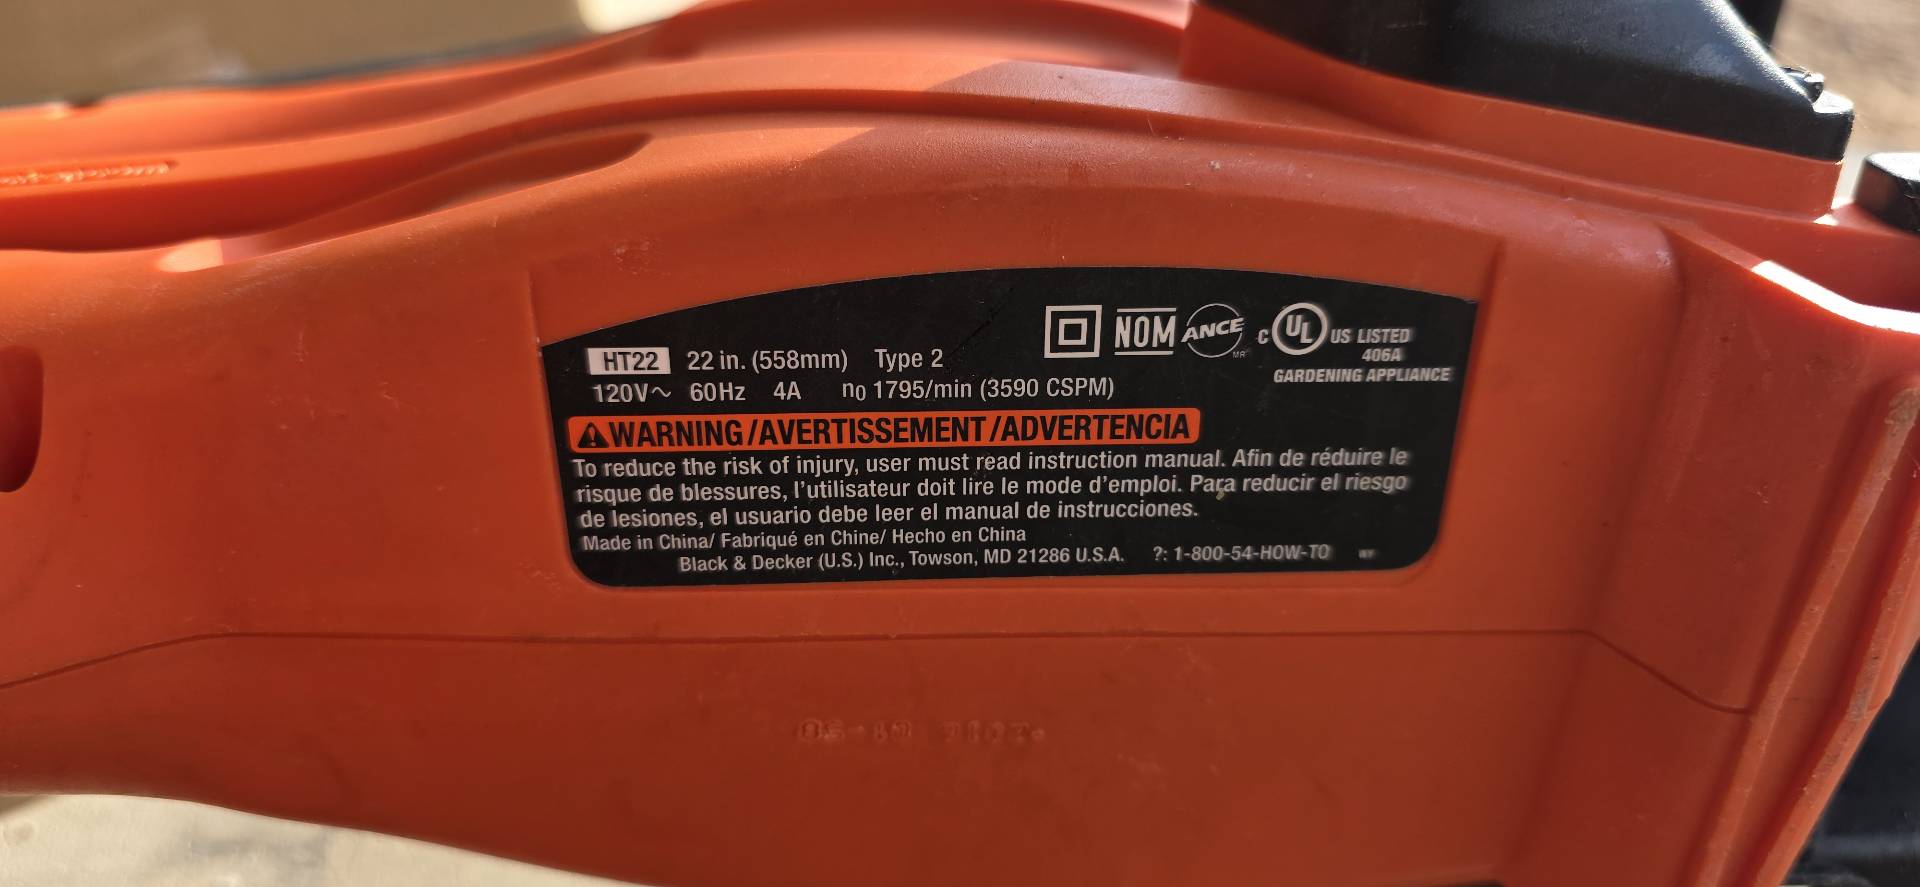 HT22 22 in. (558mm) Type 2
NOM ANCE MR C UL US LISTED
406A
GARDENING APPLIANCE
120V~ 60Hz 4A n0 1795/min (3590 CSPM)
WARNING/AVERTISSEMENT/ADVERTENCIA
To reduce the risk of injury, user must read instruction manual. Afin de réduire le
risque de blessures, l'utilisateur doit lire le mode d'emploi. Para reducir el riesgo
de lesiones, el usuario debe leer el manual de instrucciones.
Made in China/ Fabriqué en Chine/ Hecho en China
Black & Decker (U.S.) Inc., Towson, MD 21286 U.S.A. ?: 1-800-54-HOW-TO